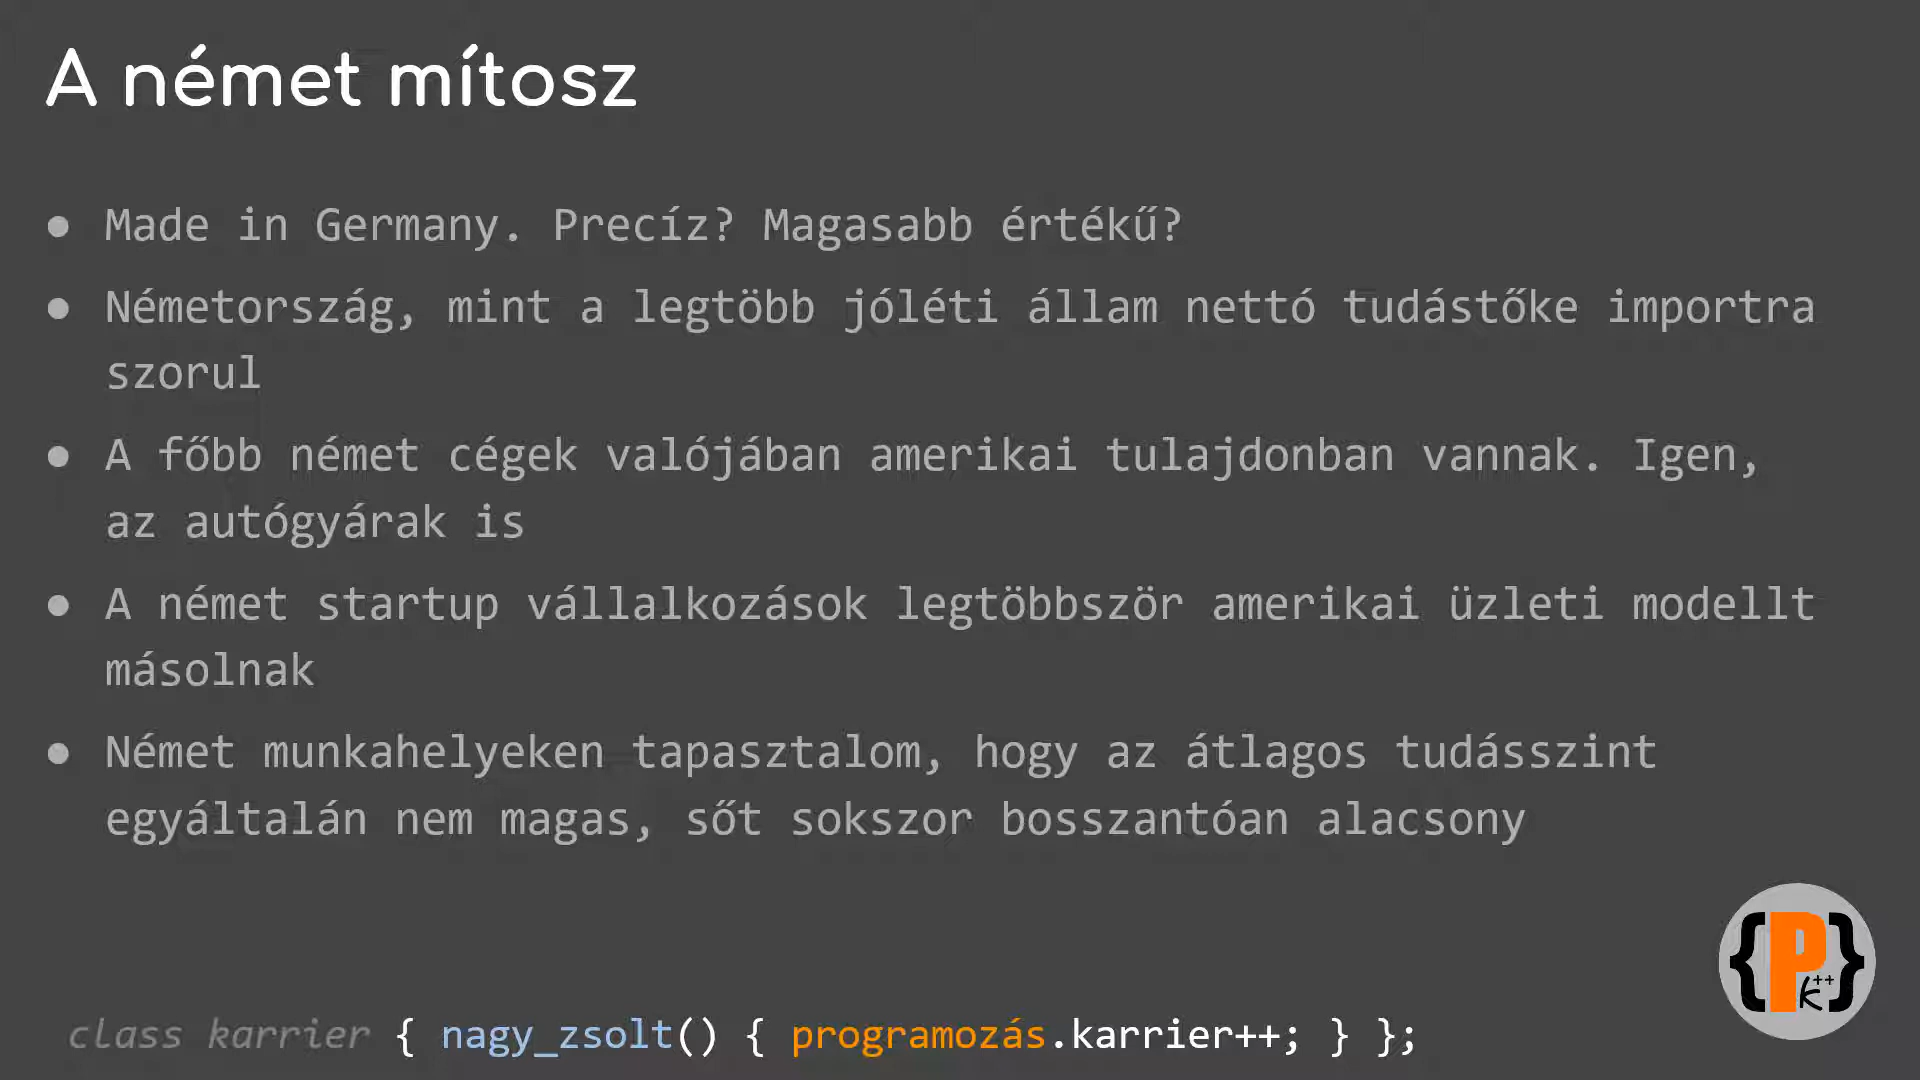 A német mítosz
● Made in Germany. Precíz? Magasabb értékű?
● Németország, mint a legtöbb jóléti állam nettó tudástőke importra
szorul
● A főbb német cégek valójában amerikai tulajdonban vannak. Igen,
az autógyárak is
● A német startup vállalkozások legtöbbször amerikai üzleti modellt
másolnak
● Német munkahelyeken tapasztalom, hogy az átlagos tudásszint
egyáltalán nem magas, sőt sokszor bosszantóan alacsony
{P k++}
class karrier { nagy_zsolt() { programozás.karrier++; } };